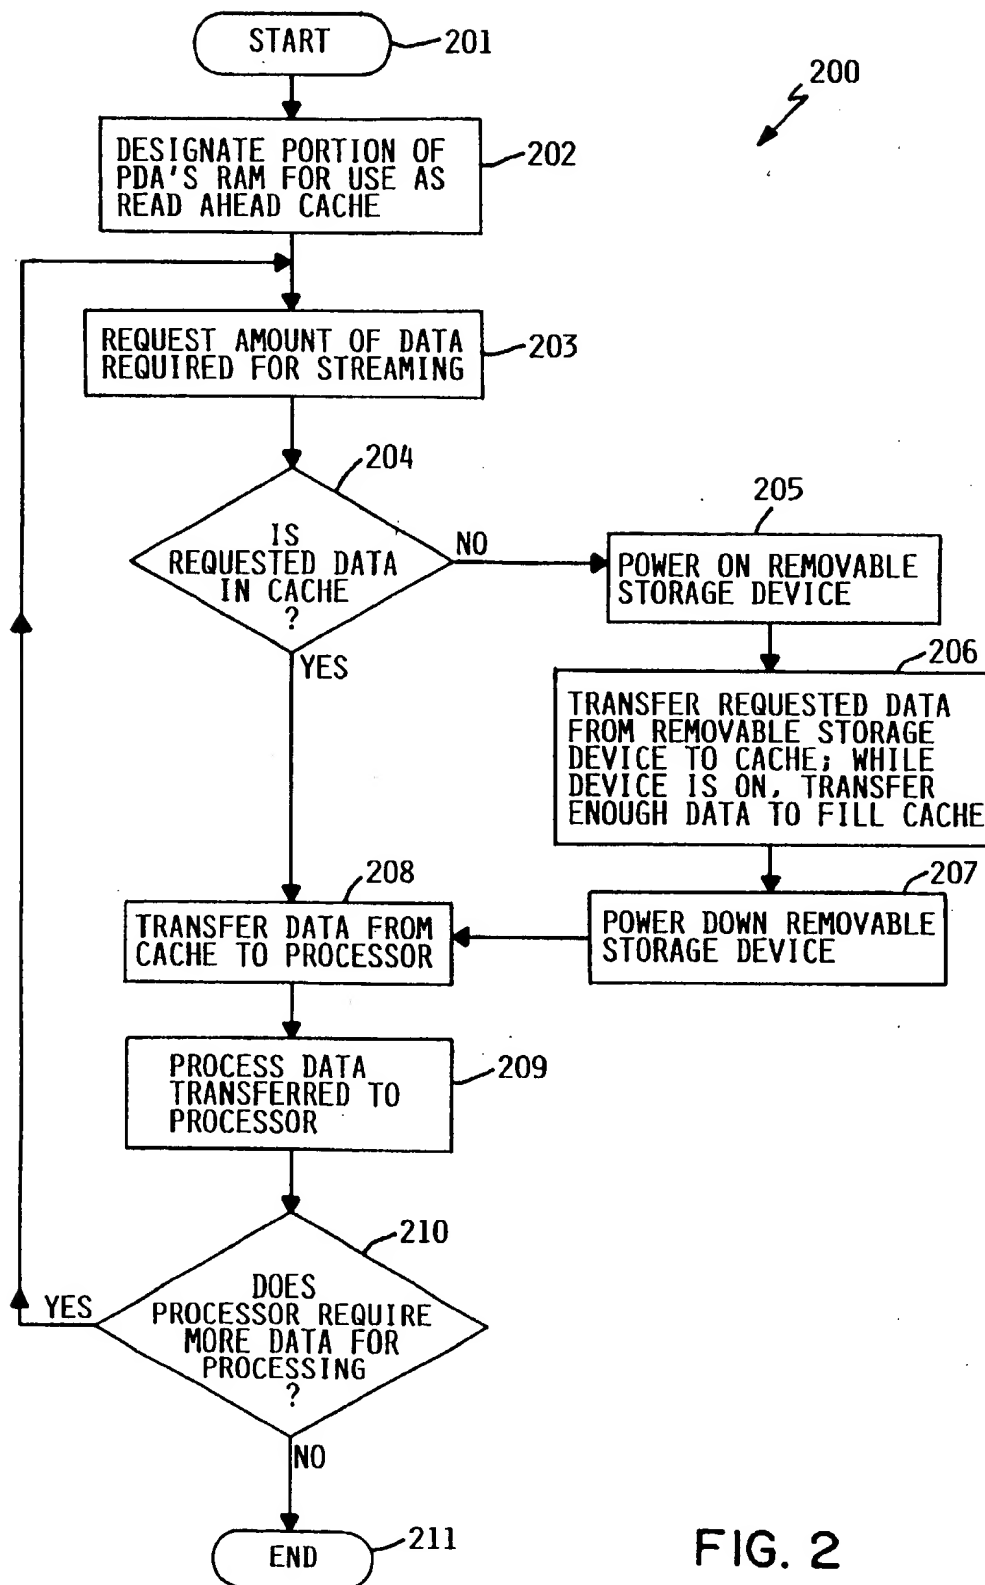 START
201
200
DESIGNATE PORTION OF
PDA'S RAM FOR USE AS
READ AHEAD CACHE
202
REQUEST AMOUNT OF DATA
REQUIRED FOR STREAMING
203
204
IS
REQUESTED DATA
IN CACHE
?
NO
YES
205
POWER ON REMOVABLE
STORAGE DEVICE
206
TRANSFER REQUESTED DATA
FROM REMOVABLE STORAGE
DEVICE TO CACHE; WHILE
DEVICE IS ON, TRANSFER
ENOUGH DATA TO FILL CACHE
207
POWER DOWN REMOVABLE
STORAGE DEVICE
208
TRANSFER DATA FROM
CACHE TO PROCESSOR
PROCESS DATA
TRANSFERRED TO
PROCESSOR
209
210
DOES
PROCESSOR REQUIRE
MORE DATA FOR
PROCESSING
?
YES
NO
END
211
FIG. 2